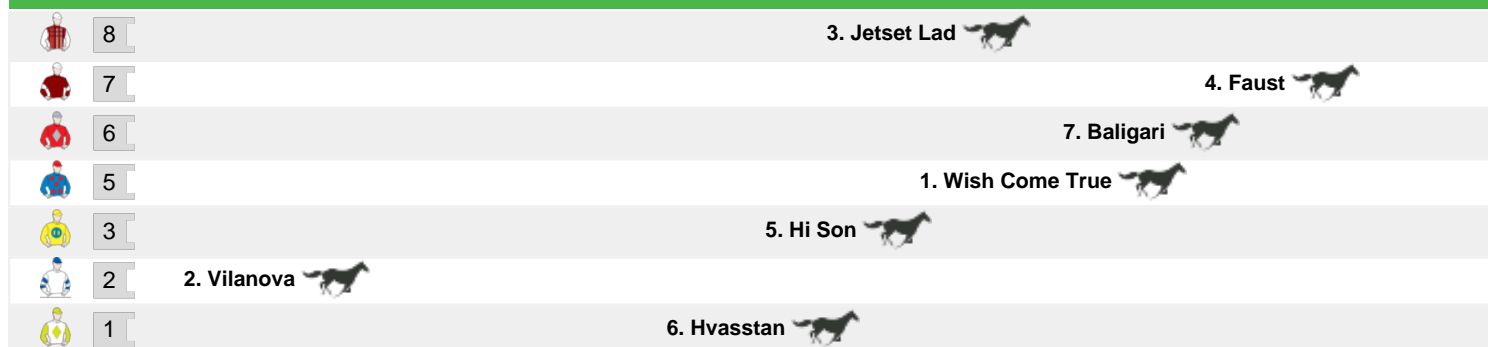 8 3. Jetset Lad
7 4. Faust
6 7. Baligari
5 1. Wish Come True
3 5. Hi Son
2 2. Vilanova
1 6. Hvasstan